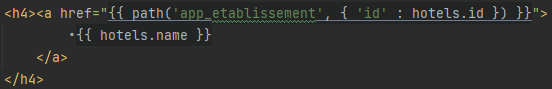 <h4><a href="{{ path('app_etablissement', { 'id' : hotels.id }) }}">
•{{ hotels.name }}
</a>
</h4>